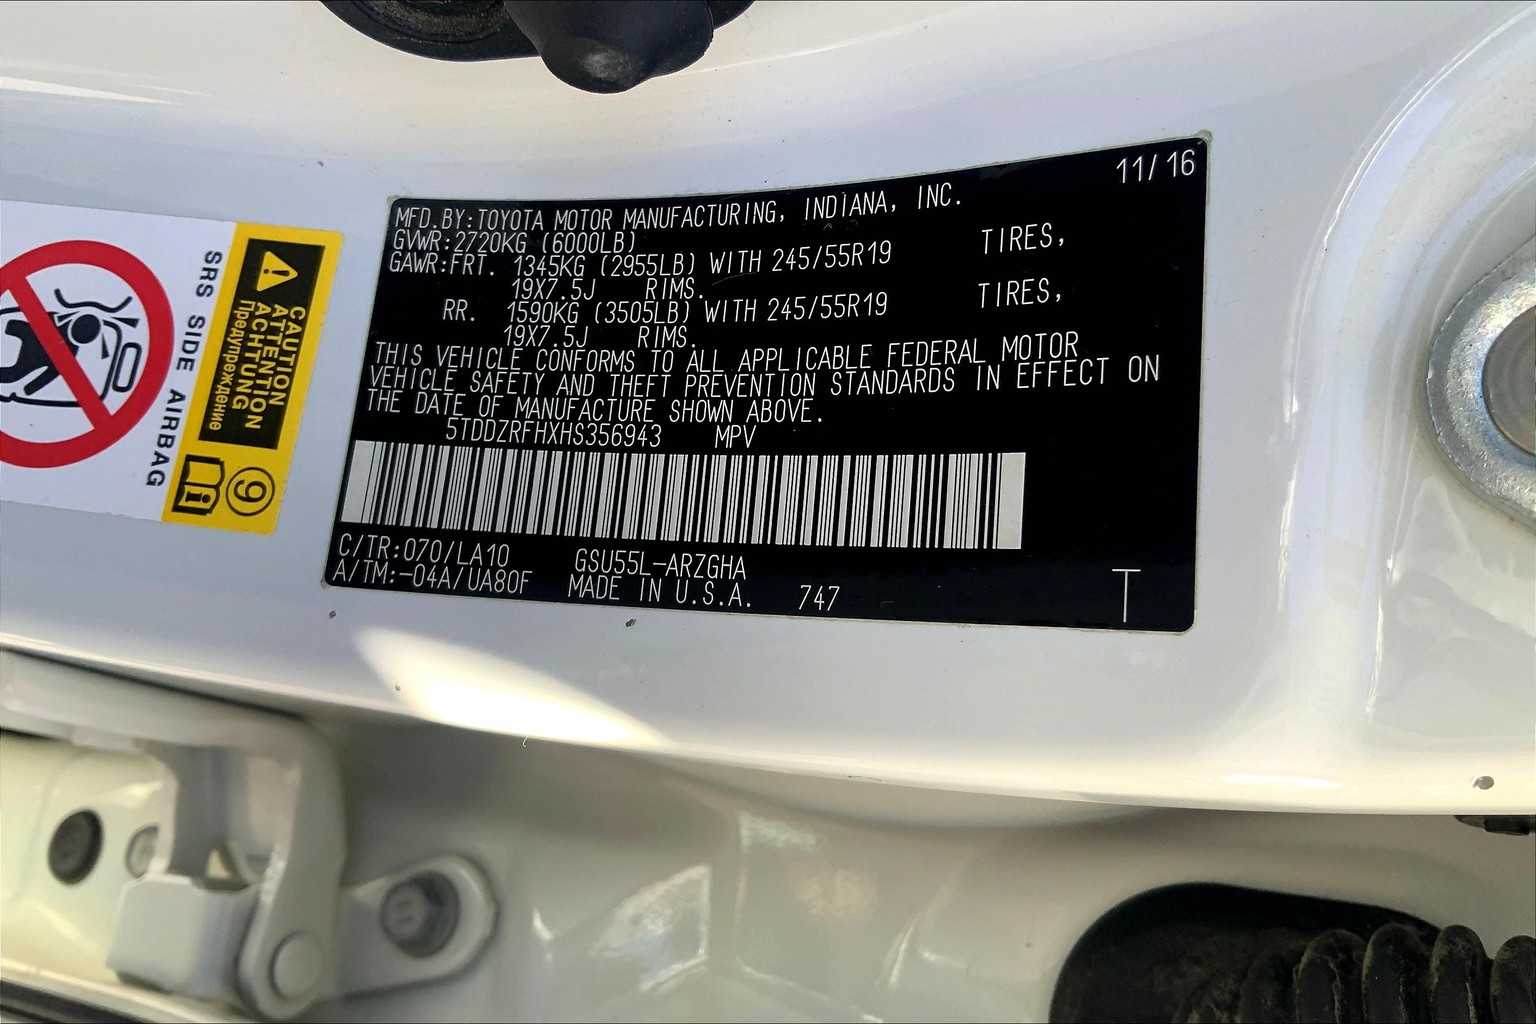 11/16
MFD.BY:TOYOTA MOTOR MANUFACTURING, INDIANA, INC.
GVWR:2720KG (6000LB)
GAWR:FRT. 1345KG (2955LB) WITH 245/55R19 TIRES,
19X7.5J RIMS.
RR. 1590KG (3505LB) WITH 245/55R19 TIRES,
19X7.5J RIMS.
THIS VEHICLE CONFORMS TO ALL APPLICABLE FEDERAL MOTOR
VEHICLE SAFETY AND THEFT PREVENTION STANDARDS IN EFFECT ON
THE DATE OF MANUFACTURE SHOWN ABOVE.
5TDDZRFHXHS356943 MPV
C/TR:070/LA10 GSU55L-ARZGHA
A/TM:-04A/UA80F MADE IN U.S.A. 747
T
CAUTION
ATTENTION
ACHTUNG
Предупреждение
SRS SIDE AIRBAG
i
9